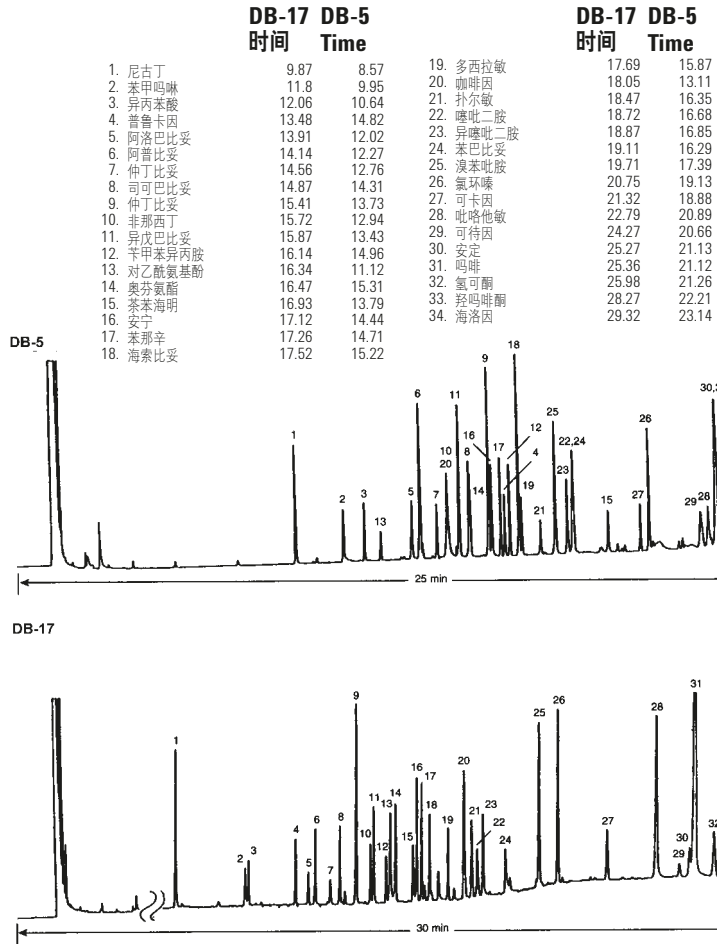 DB-17 DB-5
时间 Time
1. 尼古丁 9.87 8.57
2. 苯甲吗啉 11.8 9.95
3. 异丙苯酸 12.06 10.64
4. 普鲁卡因 13.48 14.82
5. 阿洛巴比妥 13.91 12.02
6. 阿普比妥 14.14 12.27
7. 仲丁比妥 14.56 12.76
8. 司可巴比妥 14.87 14.31
9. 仲丁比妥 15.41 13.73
10. 非那西丁 15.72 12.94
11. 异戊巴比妥 15.87 13.43
12. 苄甲苯异丙胺 16.14 14.96
13. 对乙酰氨基酚 16.34 11.12
14. 奥芬氨酯 16.47 15.31
15. 茶苯海明 16.93 13.79
16. 安宁 17.12 14.44
17. 苯那辛 17.26 14.71
18. 海索比妥 17.52 15.22
DB-17 DB-5
时间 Time
19. 多西拉敏 17.69 15.87
20. 咖啡因 18.05 13.11
21. 扑尔敏 18.47 16.35
22. 噻吡二胺 18.72 16.68
23. 异噻吡二胺 18.87 16.85
24. 苯巴比妥 19.11 16.29
25. 溴苯吡胺 19.71 17.39
26. 氯环嗪 20.75 19.13
27. 可卡因 21.32 18.88
28. 吡咯他敏 22.79 20.89
29. 可待因 24.27 20.66
30. 安定 25.27 21.13
31. 吗啡 25.36 21.12
32. 氢可酮 25.98 21.26
33. 羟吗啡酮 28.27 22.21
34. 海洛因 29.32 23.14
DB-5
1
2
3
13
5
6
7
10
20
11
8
14
9
16
17
4
12
18
19
21
25
23
22,24
15
27
26
29
28
25 min
DB-17
1
2
3
4
5
6
7
8
9
10
11
12
13
14
15
16
17
18
19
20
21
22
23
24
25
26
27
28
29
30
31
32
30 min